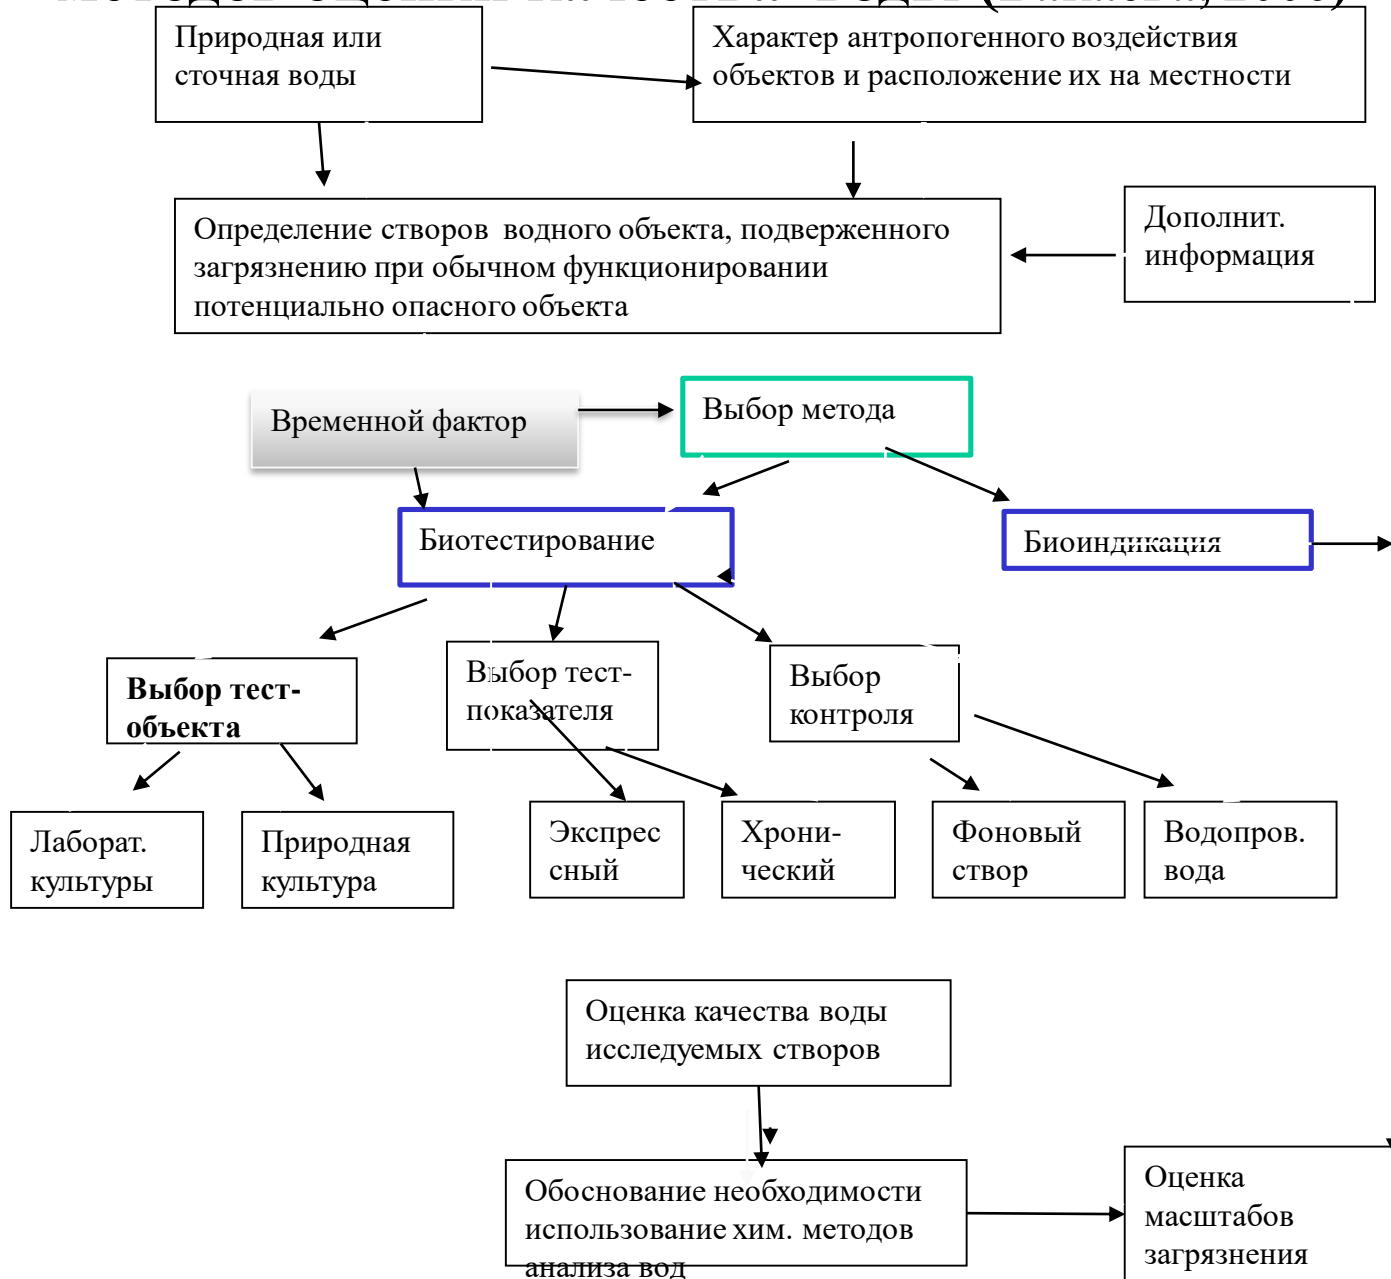 Природная или
сточная воды
Характер антропогенного воздействия
объектов и расположение их на местности
Определение створов водного объекта, подверженного
загрязнению при обычном функционировании
потенциально опасного объекта
Дополнит.
информация
Временной фактор
Выбор метода
Биотестирование
Биоиндикация
Выбор тест-
объекта
Выбор тест-
показателя
Выбор
контроля
Лаборат.
культуры
Природная
культура
Экспрес
сный
Хрони-
ческий
Фоновый
створ
Водопров.
вода
Оценка качества воды
исследуемых створов
Обоснование необходимости
использование хим. методов
анализа вод
Оценка
масштабов
загрязнения